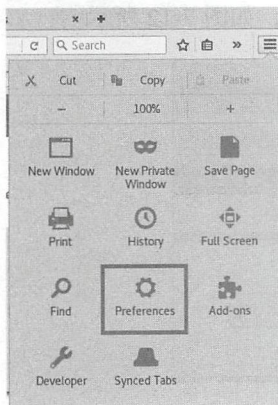 Search
Cut Copy Paste
− 100% +
New Window New Private Window Save Page
Print History Full Screen
Find Preferences Add-ons
Developer Synced Tabs